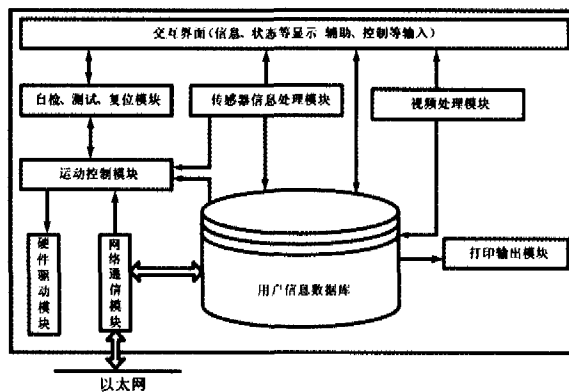 交互界面(信息、状态等显示 辅助、控制等输入)
自检、测试、复位模块
传感器信息处理模块
视频处理模块
运动控制模块
硬件驱动模块
网络通信模块
用户信息数据库
打印输出模块
以太网